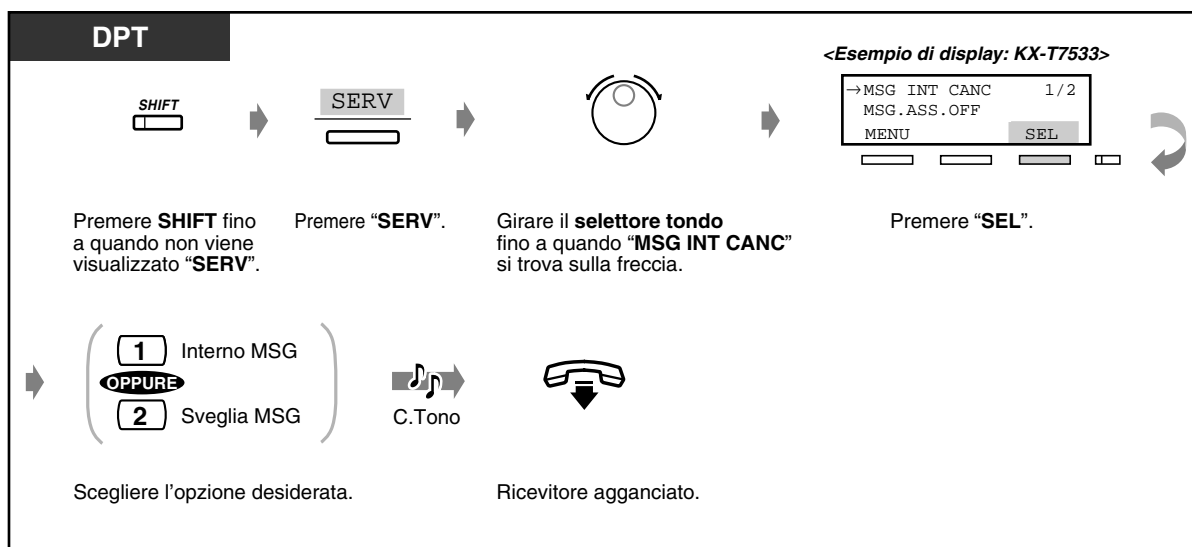 DPT
<Esempio di display: KX-T7533>
SHIFT
SERV
→MSG INT CANC 1/2
MSG.ASS.OFF
MENU SEL
Premere SHIFT fino
a quando non viene
visualizzato “SERV”.
Premere “SERV”.
Girare il selettore tondo
fino a quando “MSG INT CANC”
si trova sulla freccia.
Premere “SEL”.
1 Interno MSG
OPPURE
2 Sveglia MSG
C.Tono
Scegliere l'opzione desiderata.
Ricevitore agganciato.